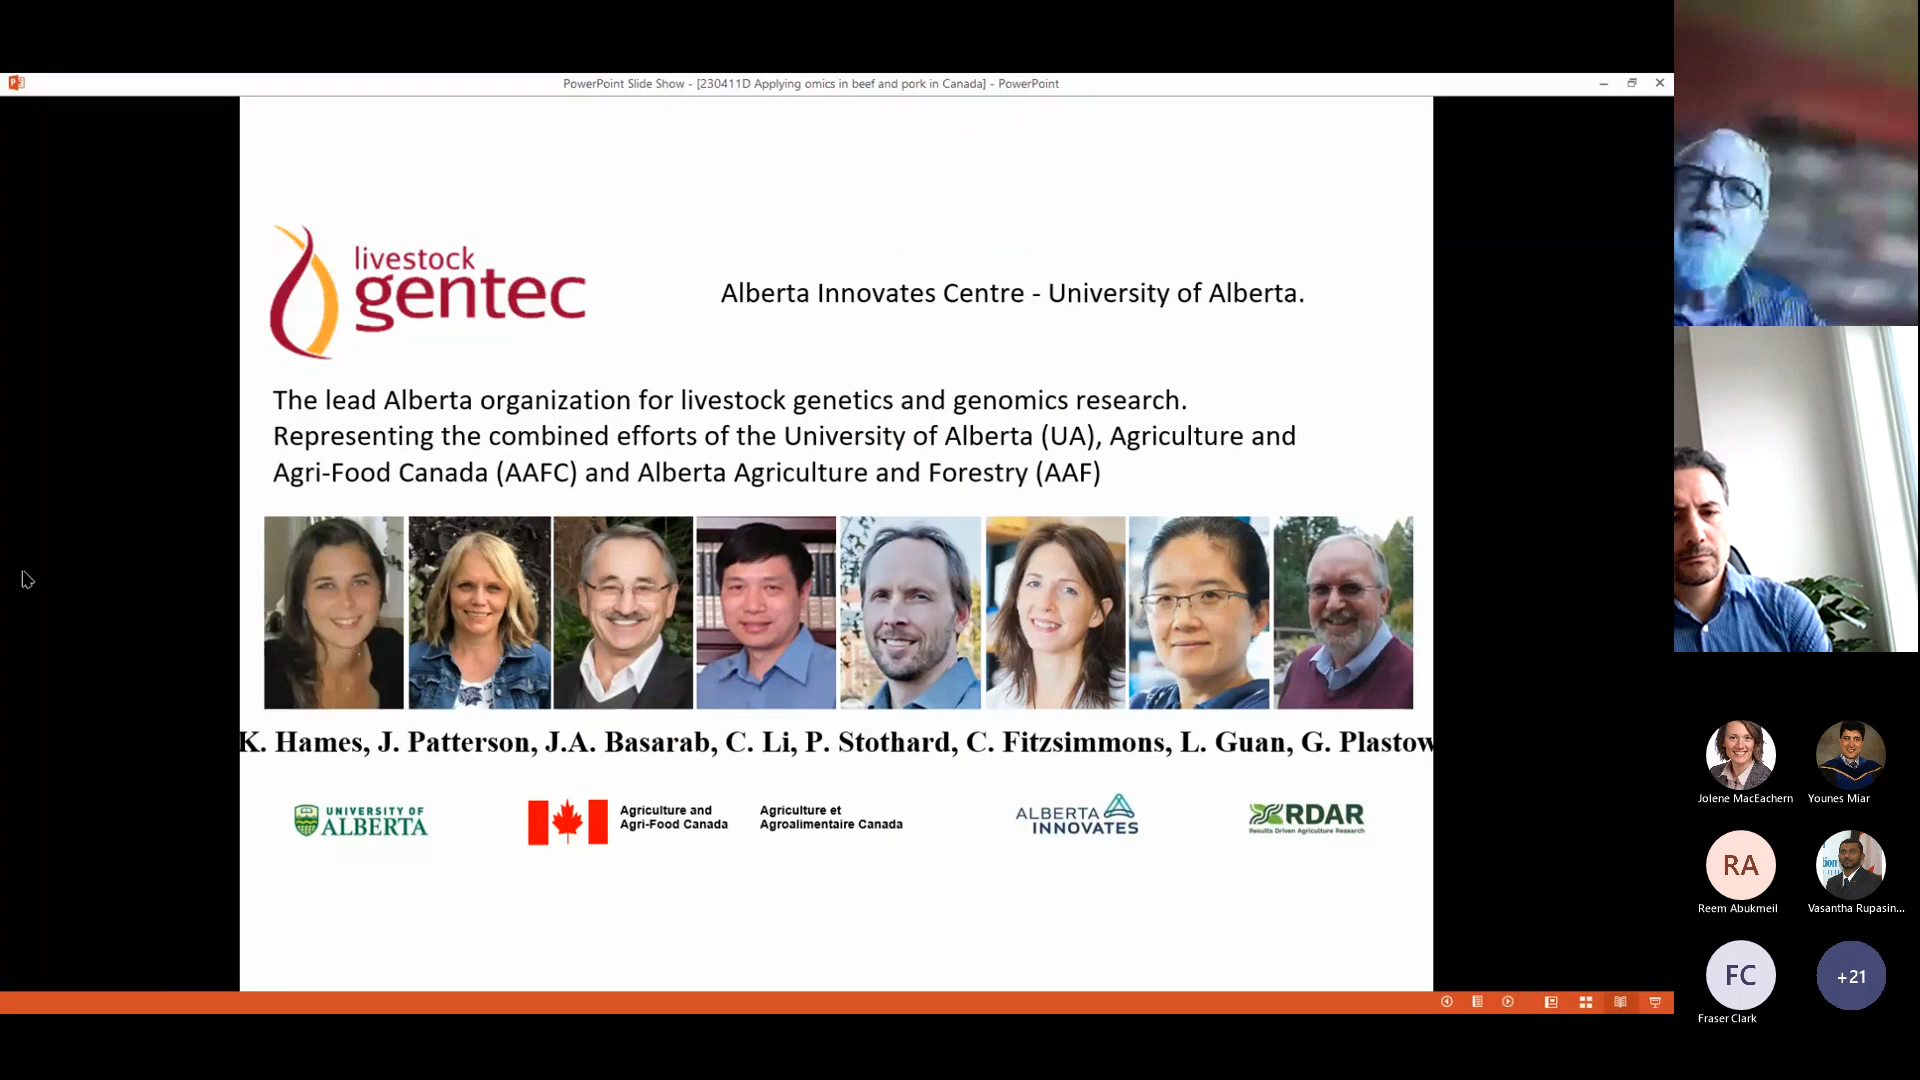 PowerPoint Slide Show - [230411D Applying omics in beef and pork in Canada] - PowerPoint
livestock
gentec
Alberta Innovates Centre - University of Alberta.
The lead Alberta organization for livestock genetics and genomics research.
Representing the combined efforts of the University of Alberta (UA), Agriculture and
Agri-Food Canada (AAFC) and Alberta Agriculture and Forestry (AAF)
K. Hames, J. Patterson, J.A. Basarab, C. Li, P. Stothard, C. Fitzsimmons, L. Guan, G. Plastow
UNIVERSITY OF
ALBERTA
Agriculture and
Agri-Food Canada
Agriculture et
Agroalimentaire Canada
ALBERTA
INNOVATES
RDAR
Results Driven Agriculture Research
Jolene MacEachern
Younes Miar
RA
Reem Abukmeil
Vasantha Rupasin...
FC
Fraser Clark
+21